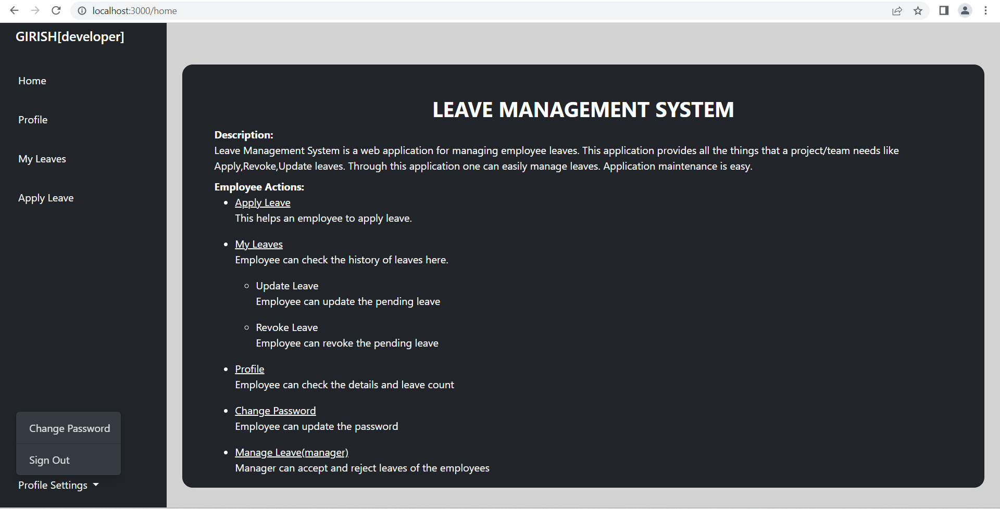 localhost:3000/home
GIRISH[developer]
Home
Profile
My Leaves
Apply Leave
Change Password
Sign Out
Profile Settings
LEAVE MANAGEMENT SYSTEM
Description:
Leave Management System is a web application for managing employee leaves. This application provides all the things that a project/team needs like
Apply,Revoke,Update leaves. Through this application one can easily manage leaves. Application maintenance is easy.
Employee Actions:
Apply Leave
This helps an employee to apply leave.
My Leaves
Employee can check the history of leaves here.
Update Leave
Employee can update the pending leave
Revoke Leave
Employee can revoke the pending leave
Profile
Employee can check the details and leave count
Change Password
Employee can update the password
Manage Leave(manager)
Manager can accept and reject leaves of the employees